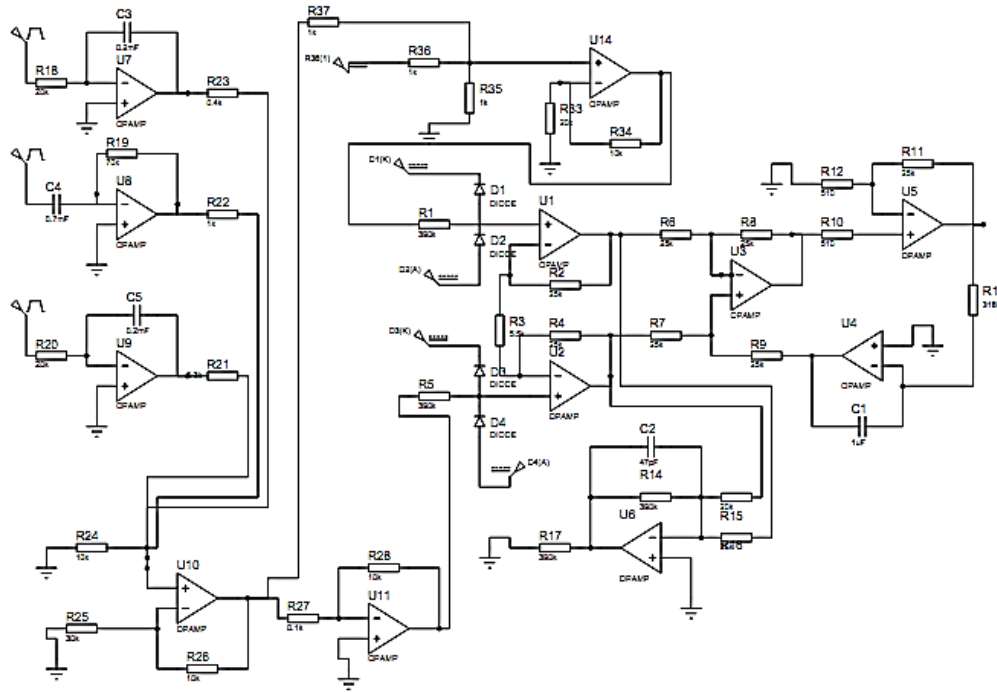 C3
0.2mF
U7
R18
20k
OPAMP
R23
0.4k
R19
70k
U8
C4
0.7mF
OPAMP
R22
1k
C5
0.2mF
U9
R20
20k
OPAMP
R21
R24
10k
U10
OPAMP
R25
30k
R26
10k
R27
0.1k
R28
10k
U11
OPAMP
R37
1k
R36(1)
R36
1k
R35
1k
U14
OPAMP
R33
20k
R34
10k
D1(K)
D1
DIODE
R1
390k
D2
DIODE
D2(A)
U1
OPAMP
R2
25k
R3
R4
25k
D3(K)
U2
OPAMP
D3
DIODE
R5
390k
D4
DIODE
D4(A)
R6
25k
R8
25k
U3
OPAMP
R7
25k
R9
25k
R10
510
R12
510
R11
25k
U5
OPAMP
R1
U4
OPAMP
C1
1uF
C2
47pF
R14
390k
U6
OPAMP
R15
20k
R17
390k